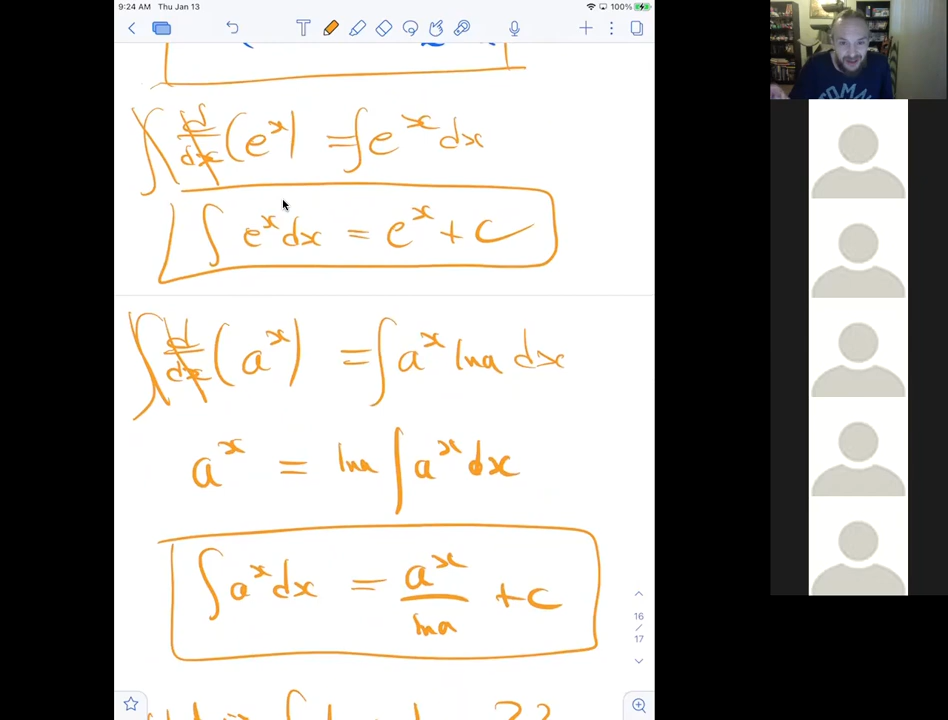 9:24 AM Thu Jan 13
100%
∫ d/dx (e^x) = ∫ e^x dx
∫ e^x dx = e^x + C
∫ d/dx (a^x) = ∫ a^x ln a dx
a^x = ln a ∫ a^x dx
∫ a^x dx = a^x / ln a + C
16
/
17
??